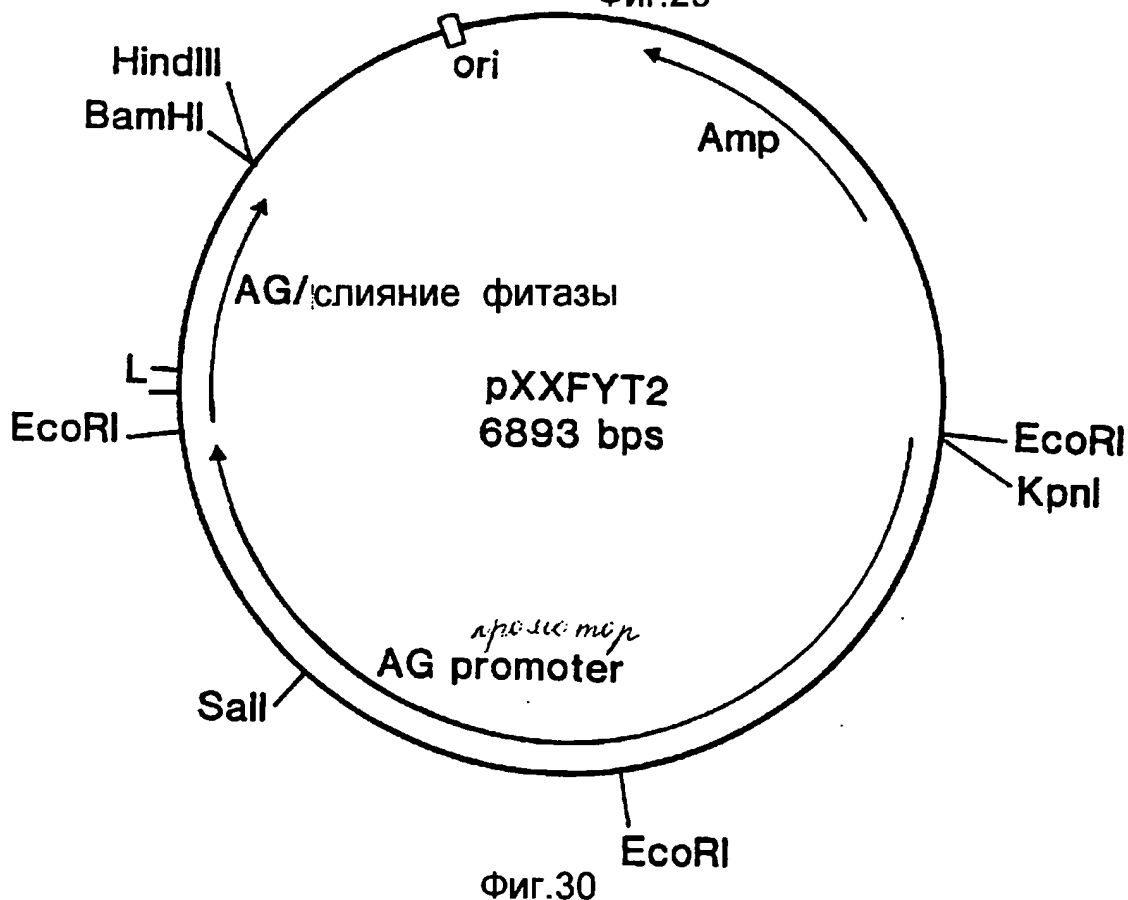 HindIII
ori
BamHI
Amp
AG/слияние фитазы
L
pXXFYT2
EcoRI
6893 bps
EcoRI
KpnI
промотор
AG promoter
SalI
EcoRI
Фиг.30